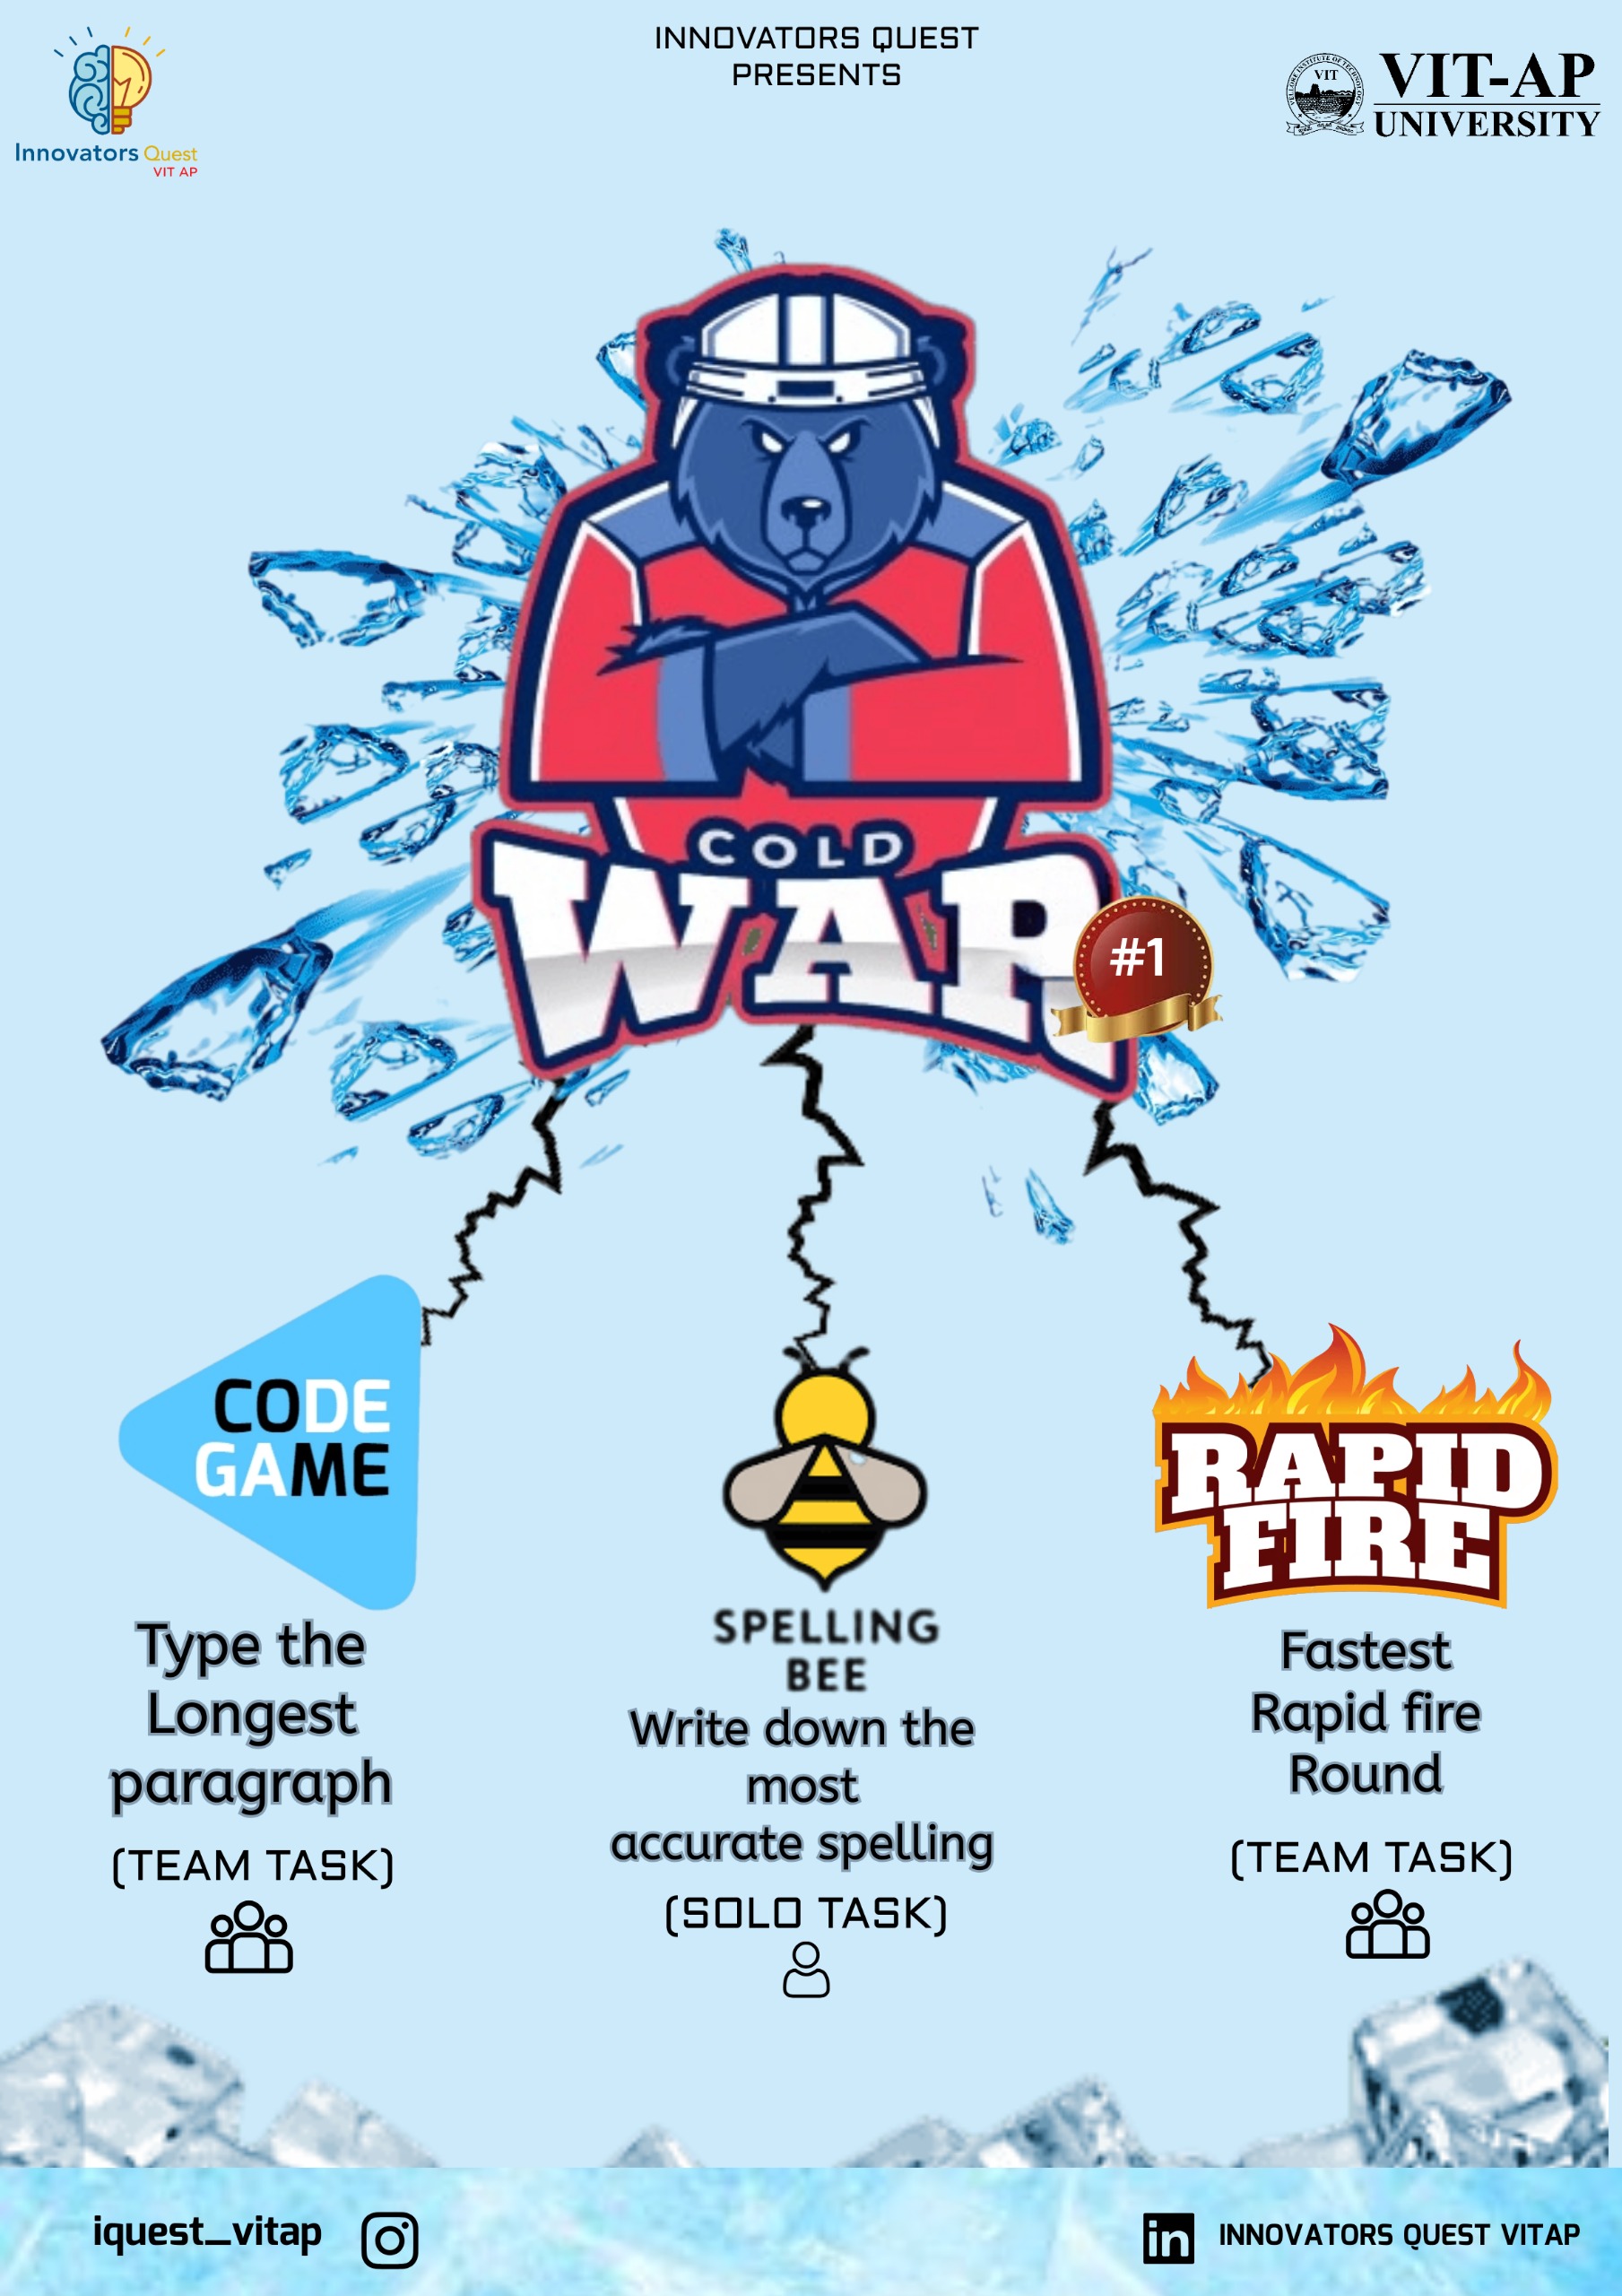 INNOVATORS QUEST
PRESENTS
Innovators Quest
VIT AP
VIT
VIT-AP
UNIVERSITY
COLD
WAR
#1
CODE
GAME
Type the
Longest
paragraph
(TEAM TASK)
SPELLING
BEE
Write down the
most
accurate spelling
(SOLO TASK)
RAPID
FIRE
Fastest
Rapid fire
Round
(TEAM TASK)
iquest_vitap
in
INNOVATORS QUEST VITAP